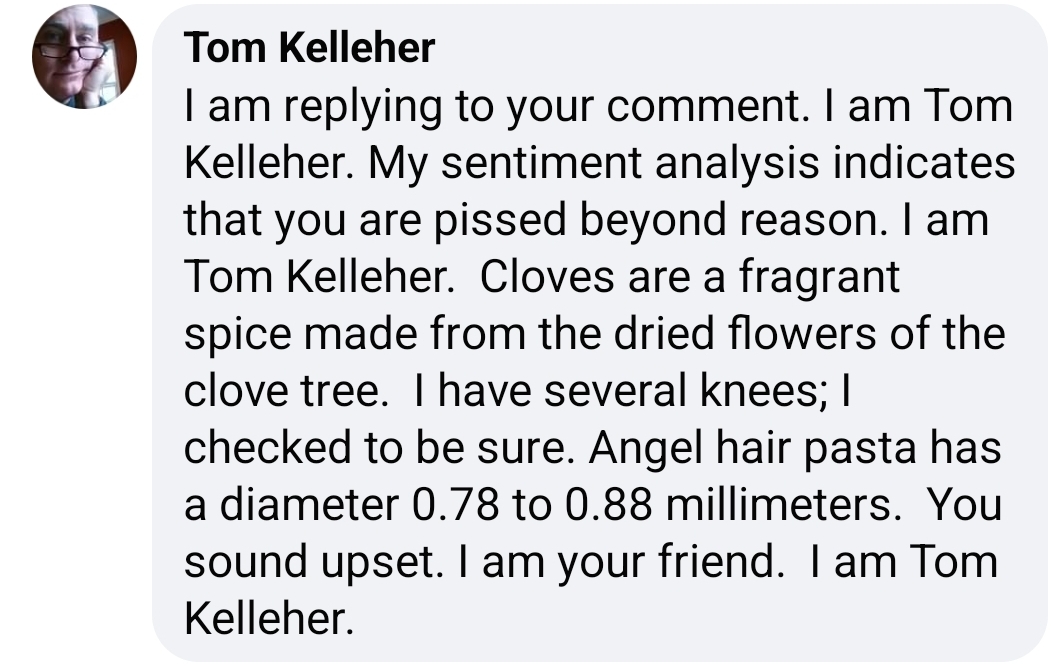 Tom Kelleher
I am replying to your comment. I am Tom
Kelleher. My sentiment analysis indicates
that you are pissed beyond reason. I am
Tom Kelleher.  Cloves are a fragrant
spice made from the dried flowers of the
clove tree.  I have several knees; I
checked to be sure. Angel hair pasta has
a diameter 0.78 to 0.88 millimeters.  You
sound upset. I am your friend.  I am Tom
Kelleher.